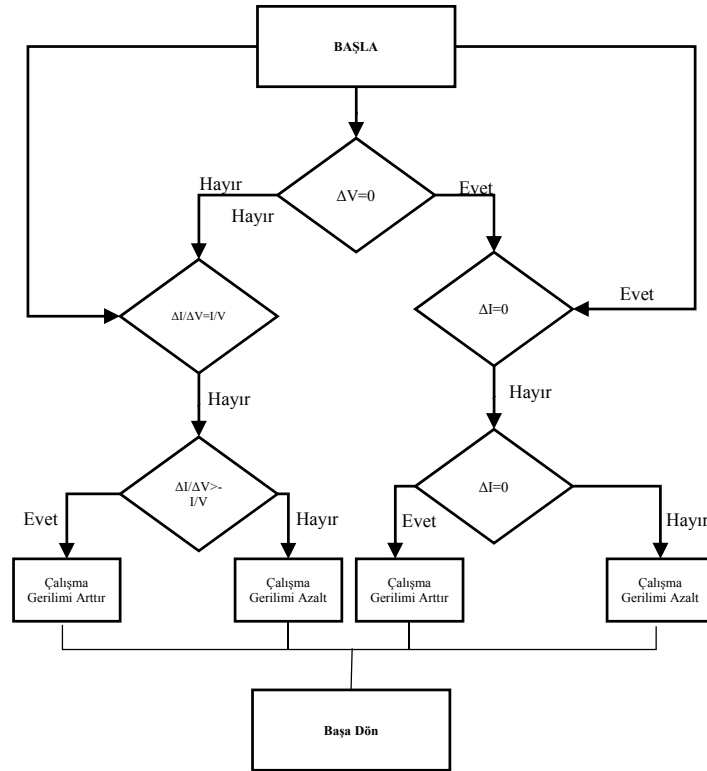 BAŞLA
Hayır
Hayır
ΔV=0
Evet
ΔI/ΔV=I/V
ΔI=0
Evet
Hayır
Hayır
ΔI/ΔV>-
I/V
ΔI=0
Evet
Hayır
Evet
Hayır
Çalışma
Gerilimi Arttır
Çalışma
Gerilimi Azalt
Çalışma
Gerilimi Arttır
Çalışma
Gerilimi Azalt
Başa Dön